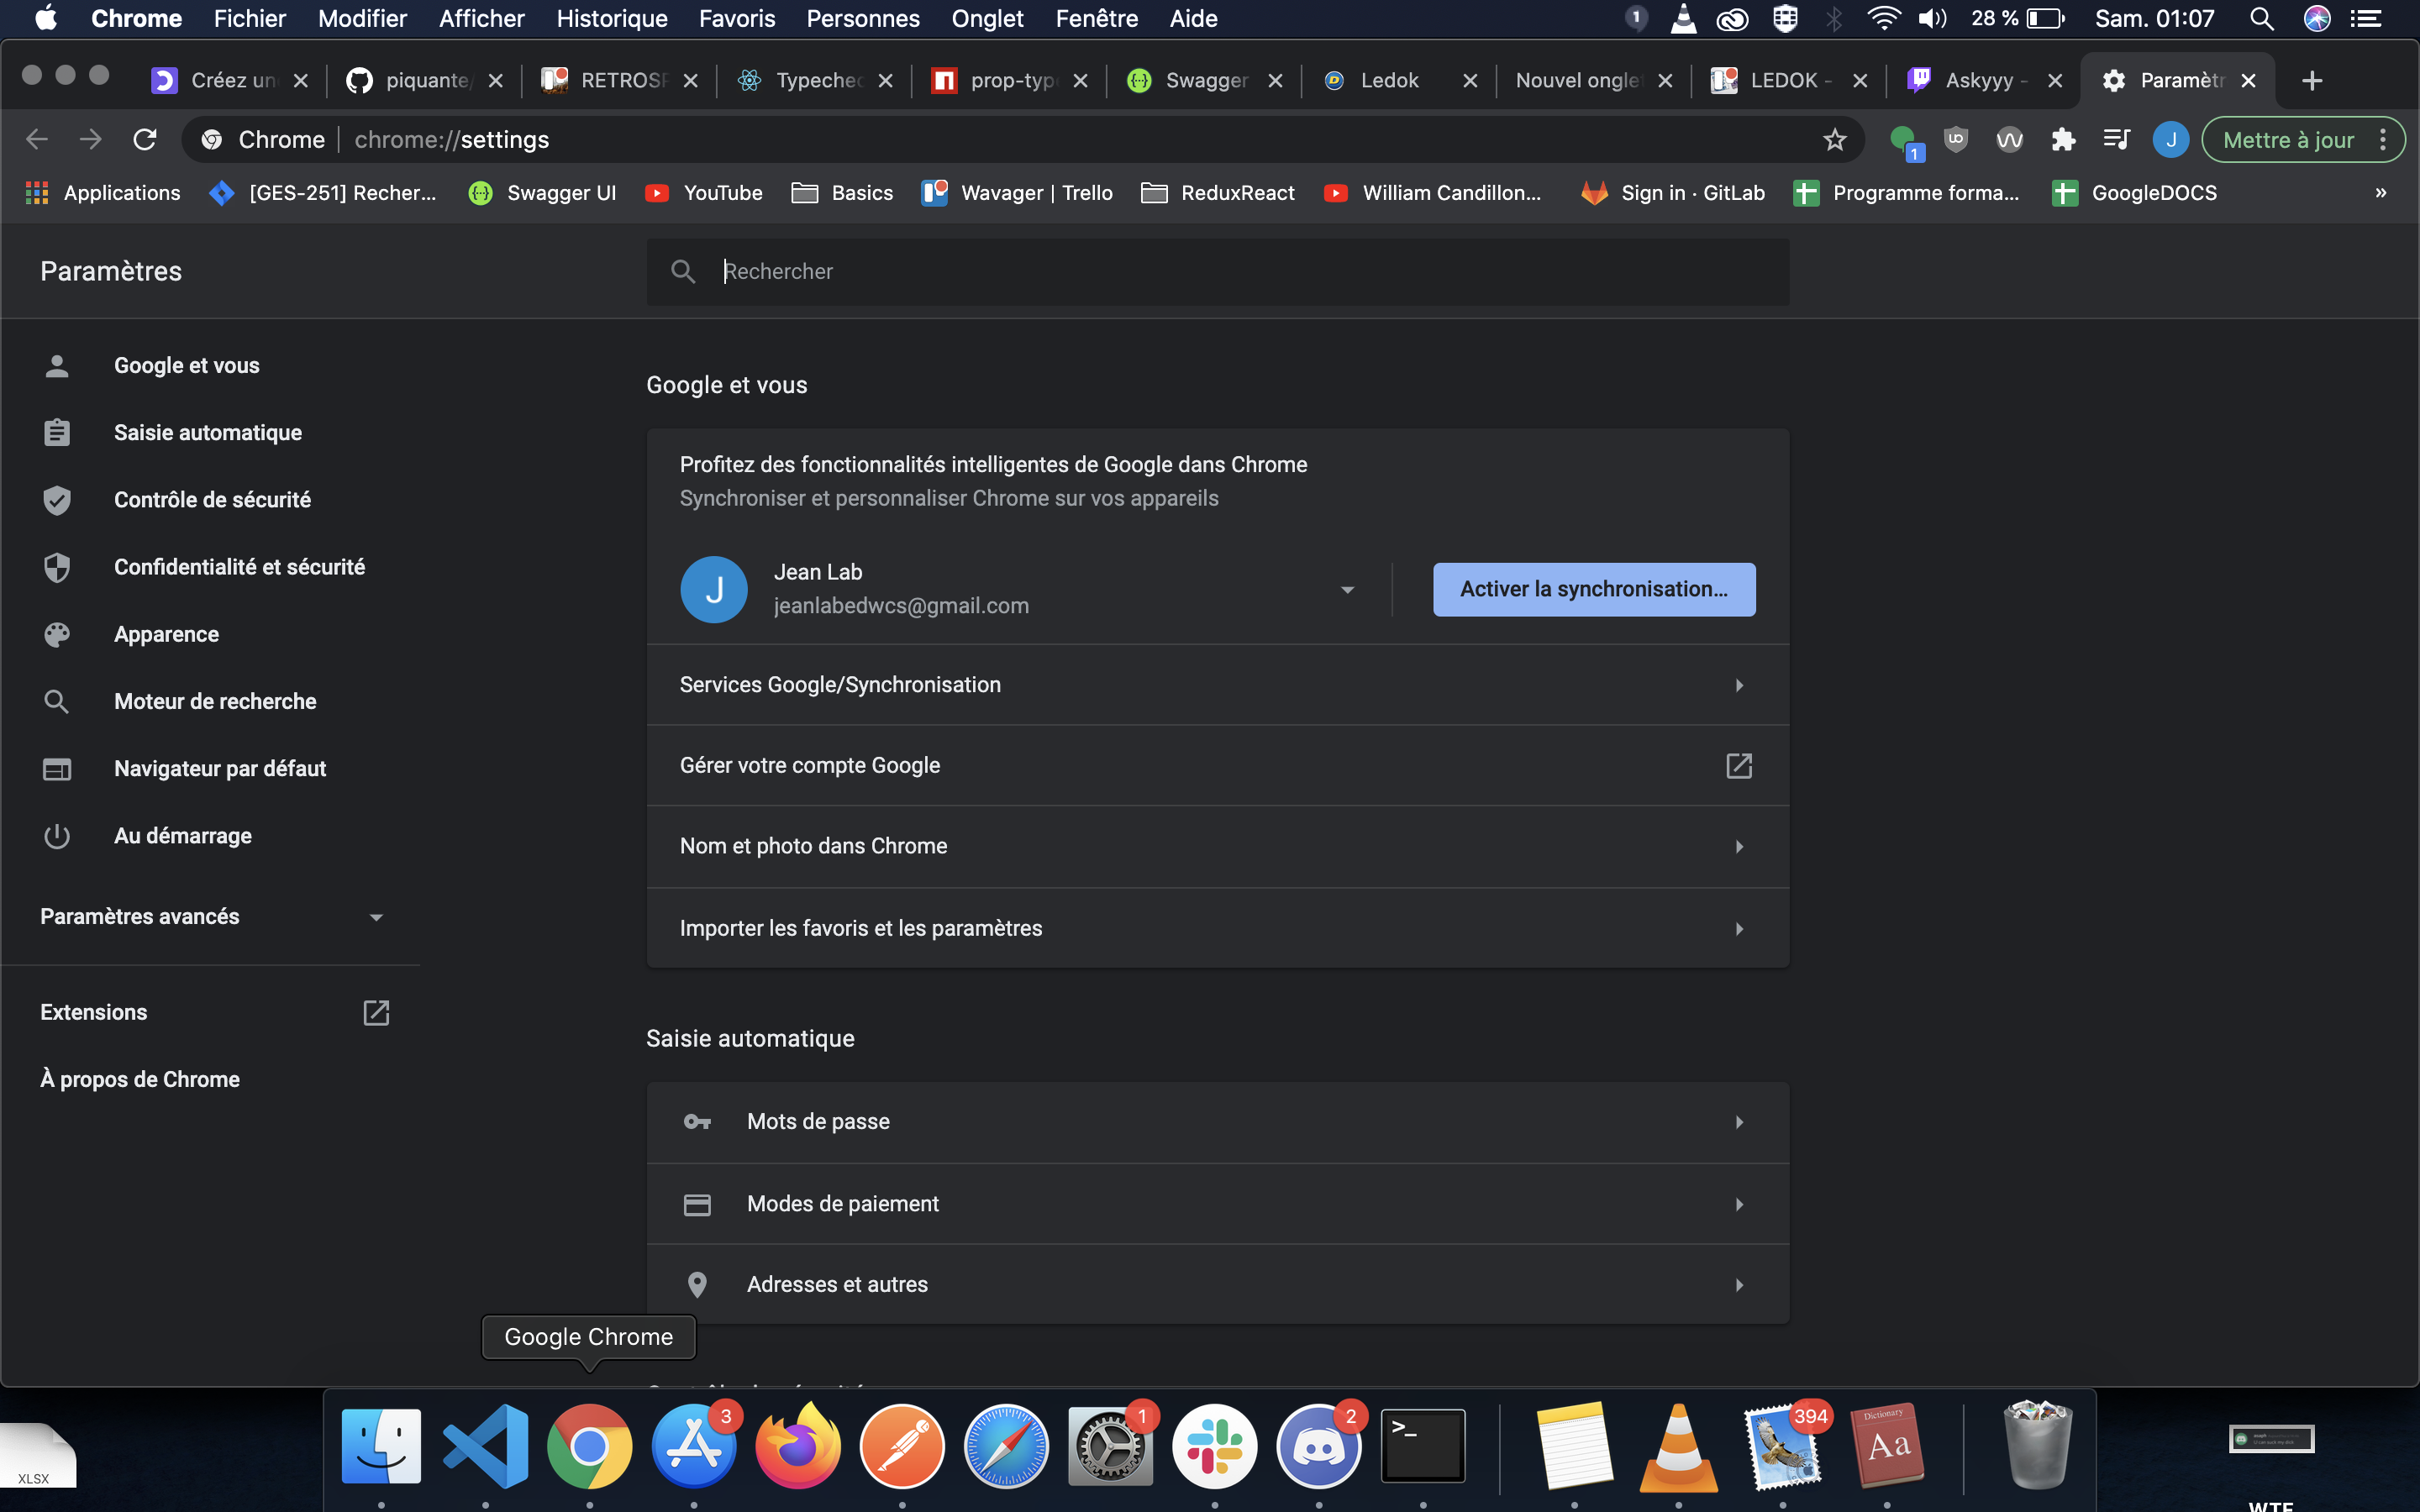 Chrome Fichier Modifier Afficher Historique Favoris Personnes Onglet Fenêtre Aide 1 28 % Sam. 01:07
Créez un piquante/ RETROSP Typechec prop-type Swagger Ledok Nouvel onglet LEDOK - Askyyy - Paramètr
Chrome chrome://settings 1 J Mettre à jour
Applications [GES-251] Recher... Swagger UI YouTube Basics Wavager | Trello ReduxReact William Candillon... Sign in · GitLab Programme forma... GoogleDOCS »
Paramètres
Rechercher
Google et vous
Saisie automatique
Contrôle de sécurité
Confidentialité et sécurité
Apparence
Moteur de recherche
Navigateur par défaut
Au démarrage
Paramètres avancés
Extensions
À propos de Chrome
Google et vous
Profitez des fonctionnalités intelligentes de Google dans Chrome
Synchroniser et personnaliser Chrome sur vos appareils
J
Jean Lab
jeanlabedwcs@gmail.com
Activer la synchronisation...
Services Google/Synchronisation
Gérer votre compte Google
Nom et photo dans Chrome
Importer les favoris et les paramètres
Saisie automatique
Mots de passe
Modes de paiement
Adresses et autres
Google Chrome
3 1 2 394
>_
Dictionary
Aa
XLSX
WTF